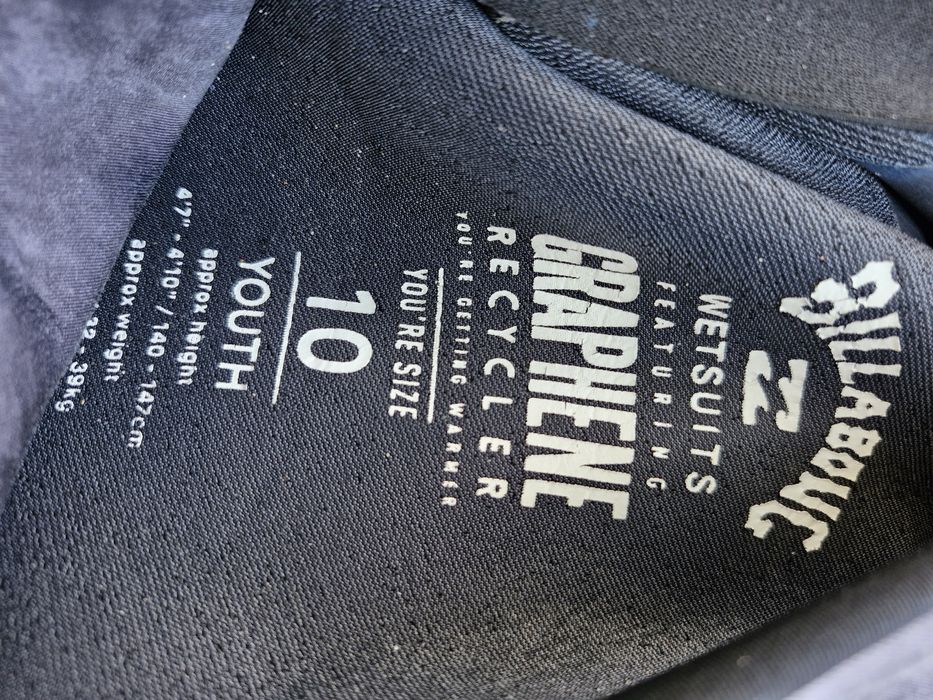 BILLABONG
WETSUITS
FEATURING
GRAPHENE
RECYCLER
YOU'RE GETTING WARMER
YOU'RE SIZE
10
YOUTH
approx height
4'7" - 4'10" / 140 - 147cm
approx weight
39kg